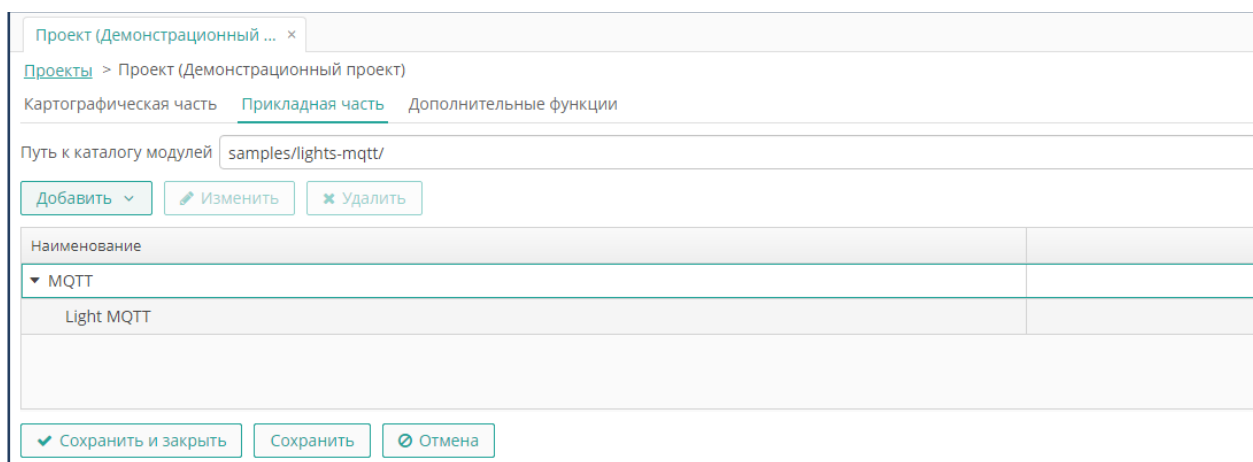 Проект (Демонстрационный ... ×
Проекты > Проект (Демонстрационный проект)
Картографическая часть Прикладная часть Дополнительные функции
Путь к каталогу модулей samples/lights-mqtt/
Добавить Изменить Удалить
Наименование
MQTT
Light MQTT
Сохранить и закрыть Сохранить Отмена